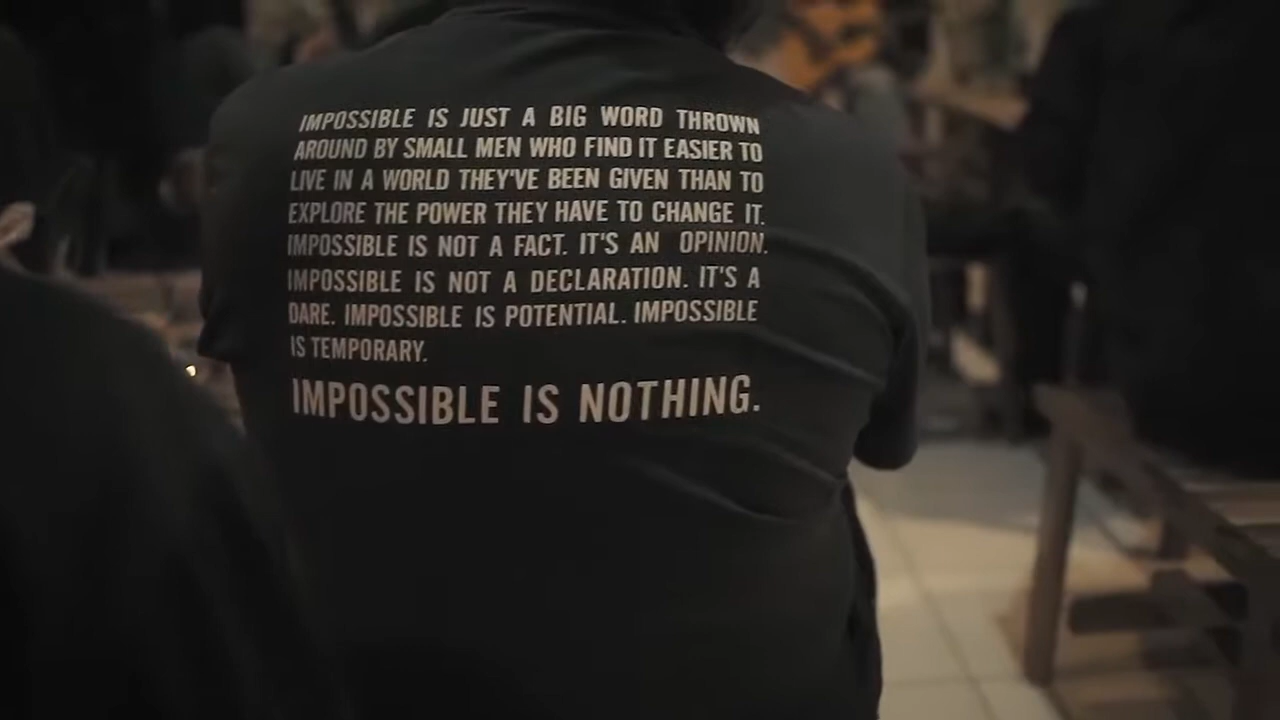 IMPOSSIBLE IS JUST A BIG WORD THROWN
AROUND BY SMALL MEN WHO FIND IT EASIER TO
LIVE IN A WORLD THEY'VE BEEN GIVEN THAN TO
EXPLORE THE POWER THEY HAVE TO CHANGE IT.
IMPOSSIBLE IS NOT A FACT. IT'S AN OPINION.
IMPOSSIBLE IS NOT A DECLARATION. IT'S A
DARE. IMPOSSIBLE IS POTENTIAL. IMPOSSIBLE
IS TEMPORARY.
IMPOSSIBLE IS NOTHING.